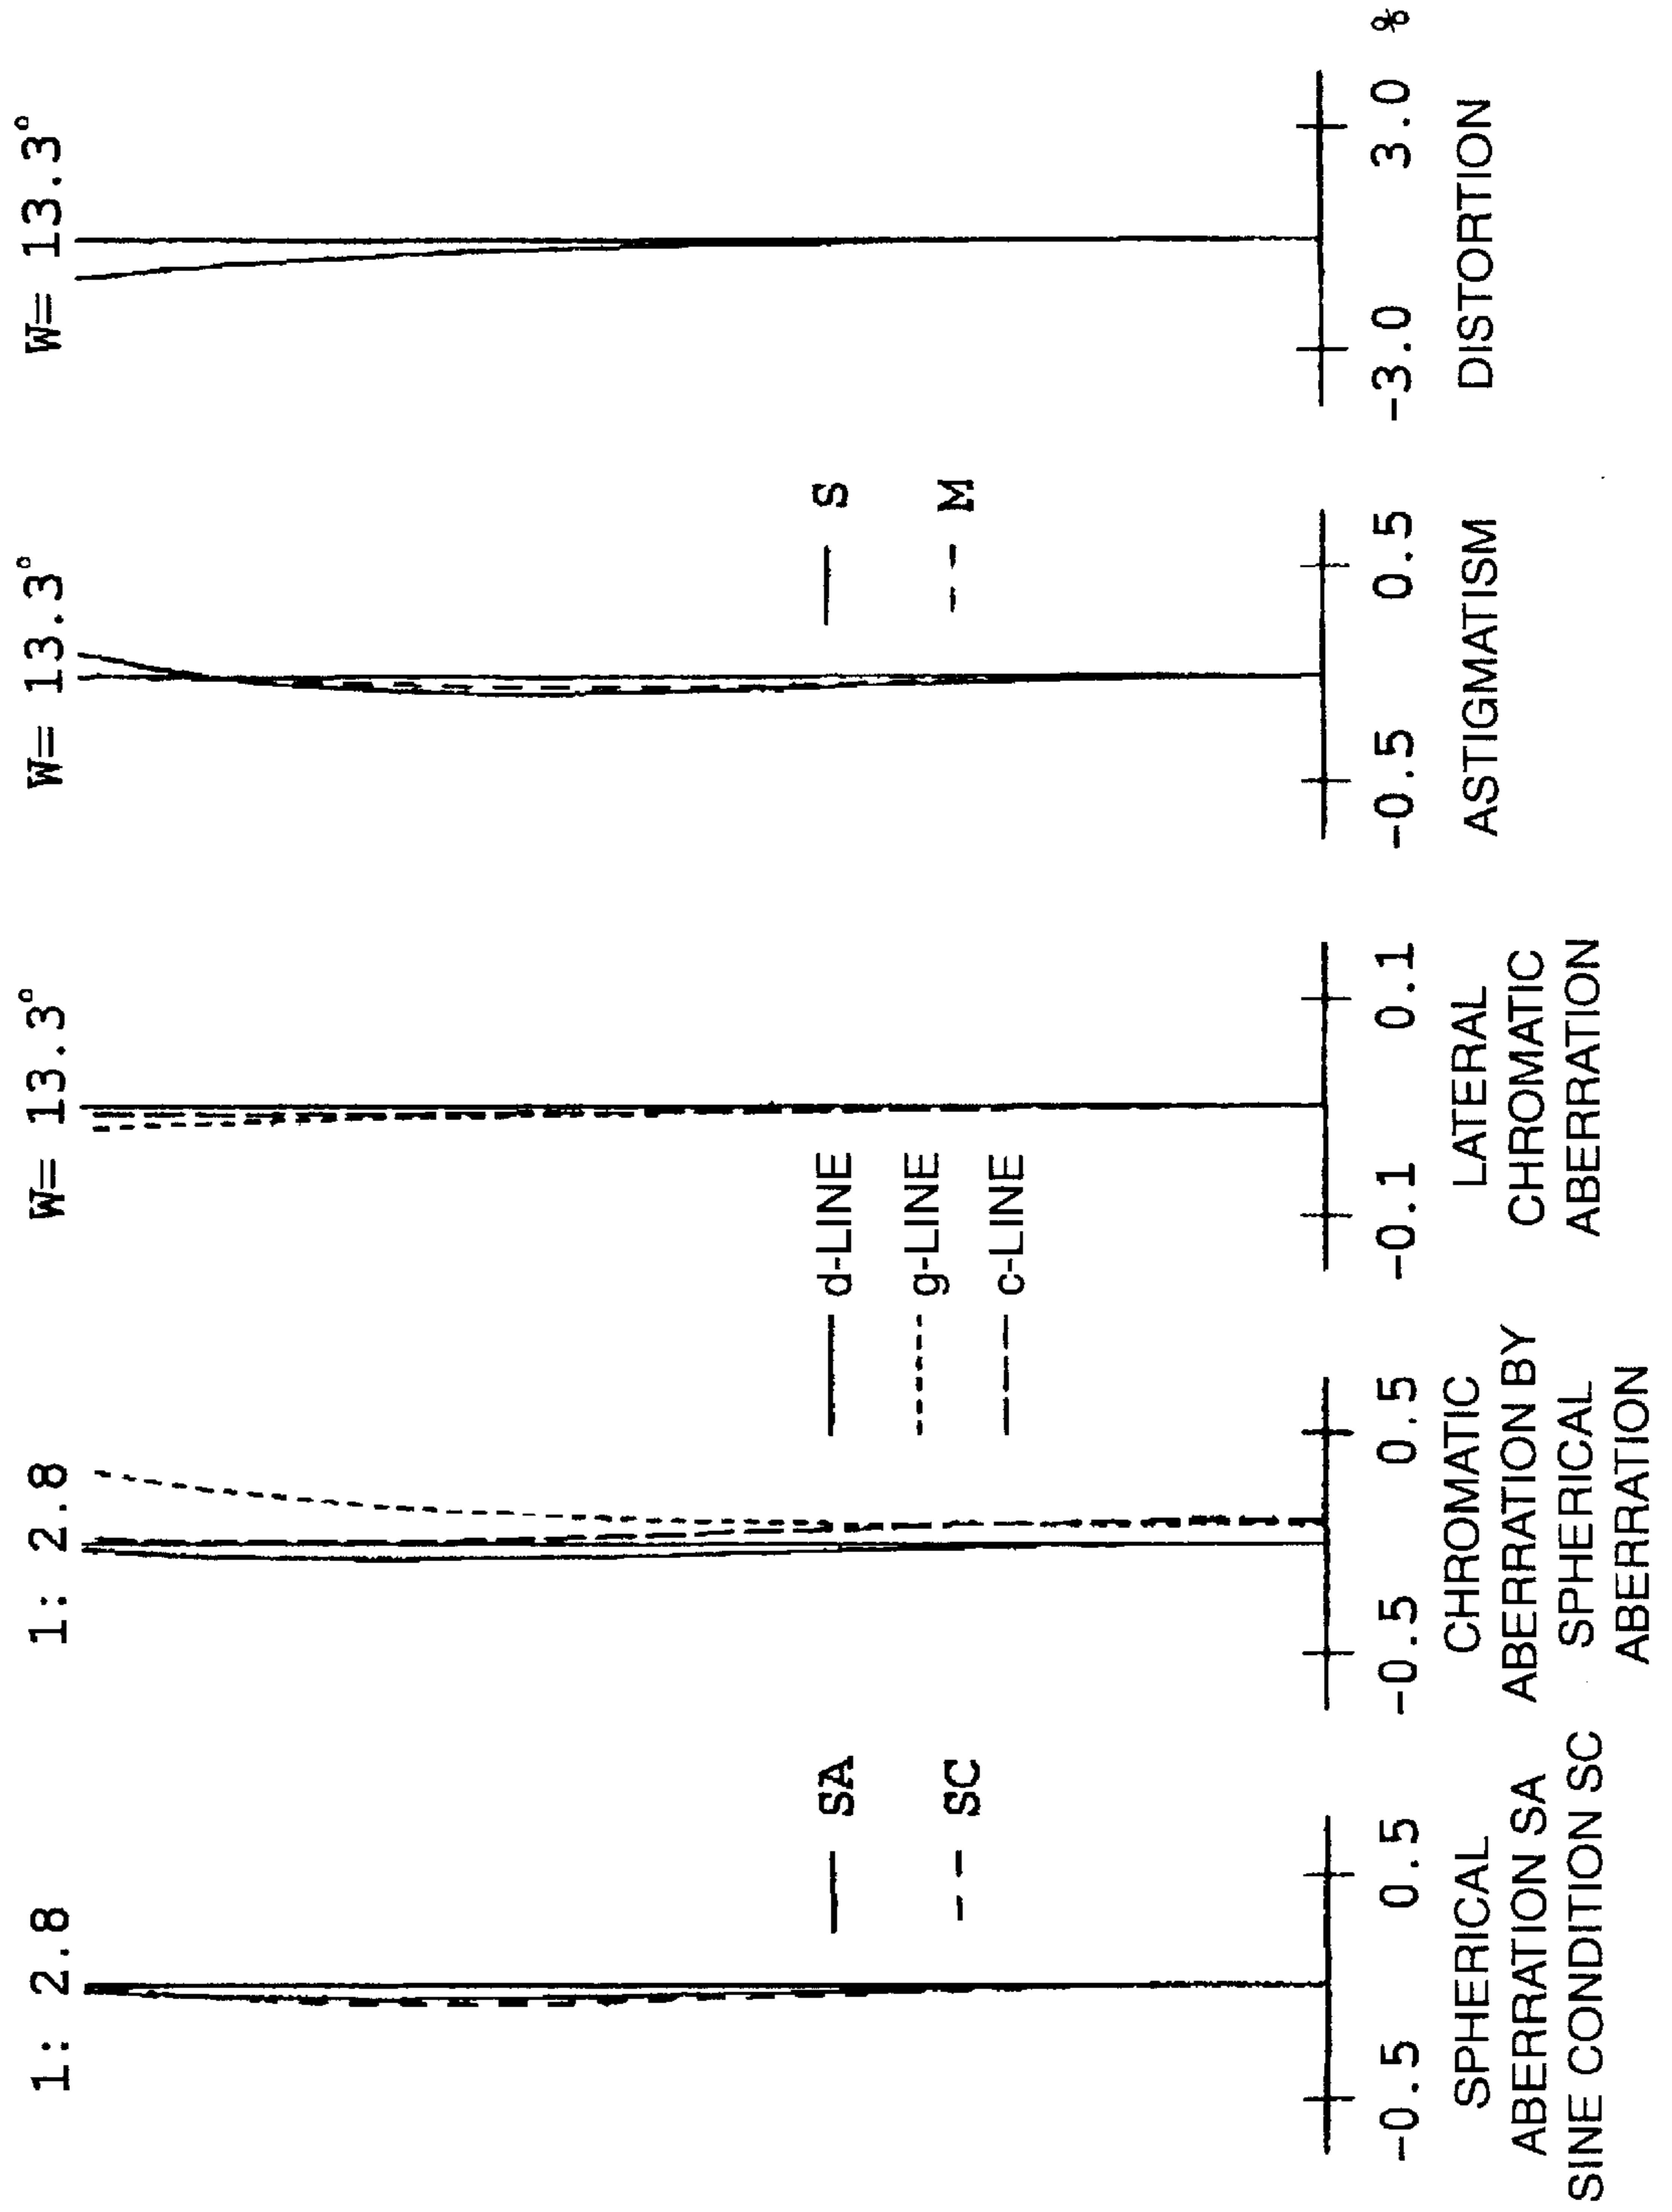 1: 2.8
SA
SC
-0.5 0.5
SPHERICAL
ABERRATION SA
SINE CONDITION SC
1: 2.8
d-LINE
g-LINE
c-LINE
-0.5 0.5
CHROMATIC
ABERRATION BY
SPHERICAL
ABERRATION
W= 13.3°
-0.1 0.1
LATERAL
CHROMATIC
ABERRATION
W= 13.3°
S
M
-0.5 0.5
ASTIGMATISM
W= 13.3°
-3.0 3.0 %
DISTORTION